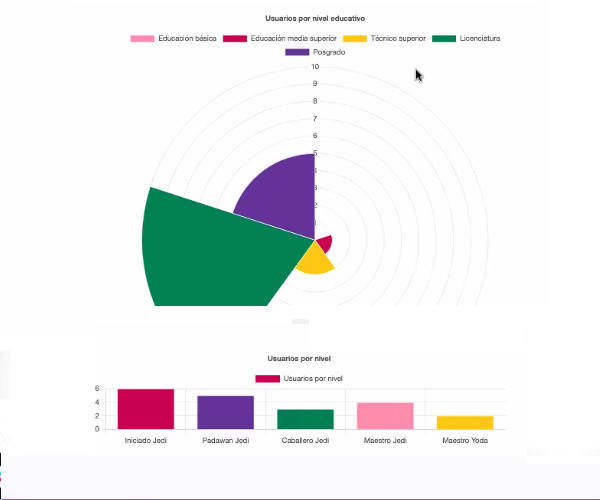 Usuarios por nivel educativo
Educación básica Educación media superior Técnico superior Licenciatura
Posgrado
10
9
8
7
6
5
4
3
2
1
Usuarios por nivel
Usuarios por nivel
6
4
2
0
Iniciado Jedi Padawan Jedi Caballero Jedi Maestro Jedi Maestro Yoda